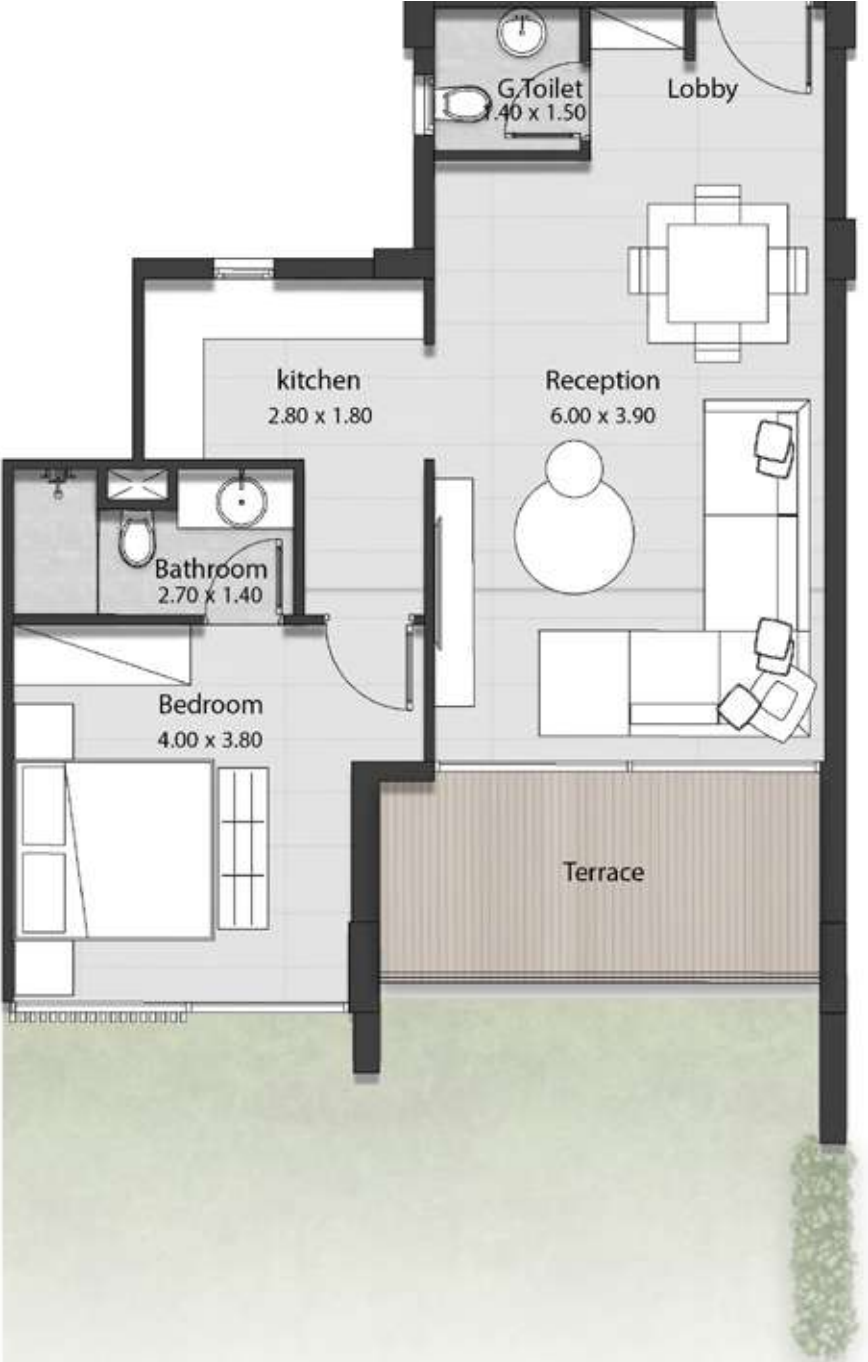 G.Toilet
1.40 x 1.50
Lobby
kitchen
2.80 x 1.80
Reception
6.00 x 3.90
Bathroom
2.70 x 1.40
Bedroom
4.00 x 3.80
Terrace